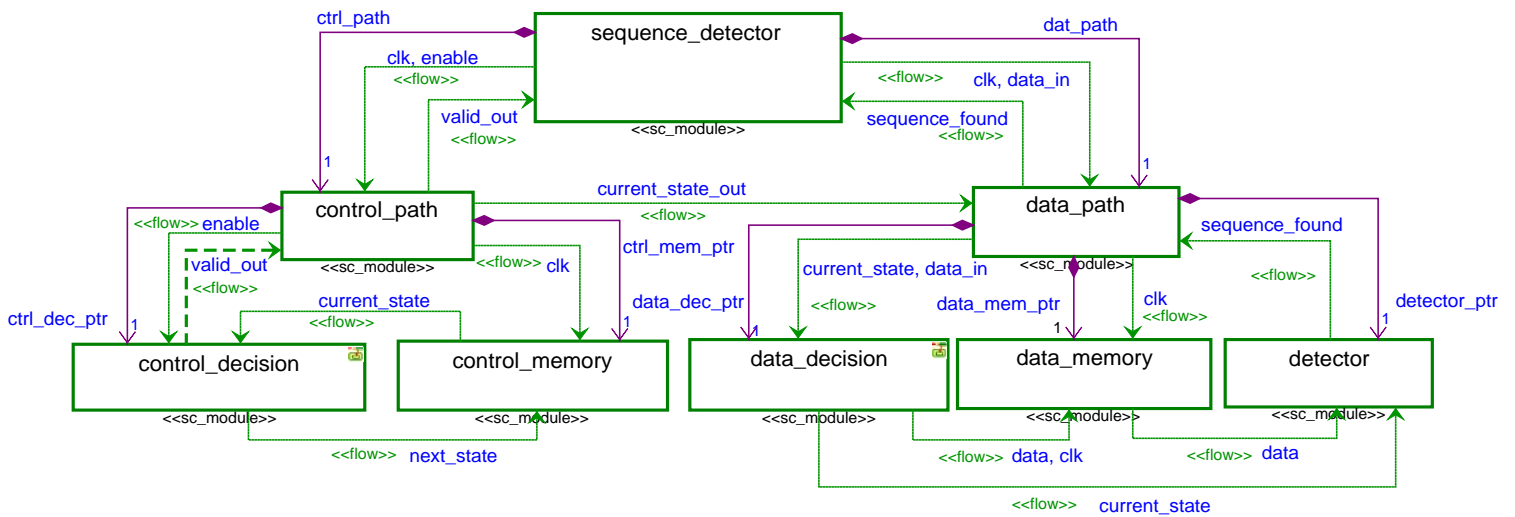 ctrl_path
sequence_detector
dat_path
clk, enable
<<flow>>
<<flow>>
clk, data_in
valid_out
<<flow>>
sequence_found
<<flow>>
<<sc_module>>
1
1
control_path
current_state_out
<<flow>>
data_path
<<flow>> enable
sequence_found
valid_out
<<flow>>
<<sc_module>>
<<flow>> clk
ctrl_mem_ptr
current_state, data_in
<<flow>>
<<sc_module>>
<<flow>>
ctrl_dec_ptr
1
current_state
<<flow>>
data_dec_ptr
1
1
data_mem_ptr
1
clk
<<flow>>
detector_ptr
1
control_decision
control_memory
data_decision
data_memory
detector
<<sc_module>>
<<sc_module>>
<<sc_module>>
<<sc_module>>
<<sc_module>>
<<flow>> next_state
<<flow>> data, clk
<<flow>> data
<<flow>> current_state